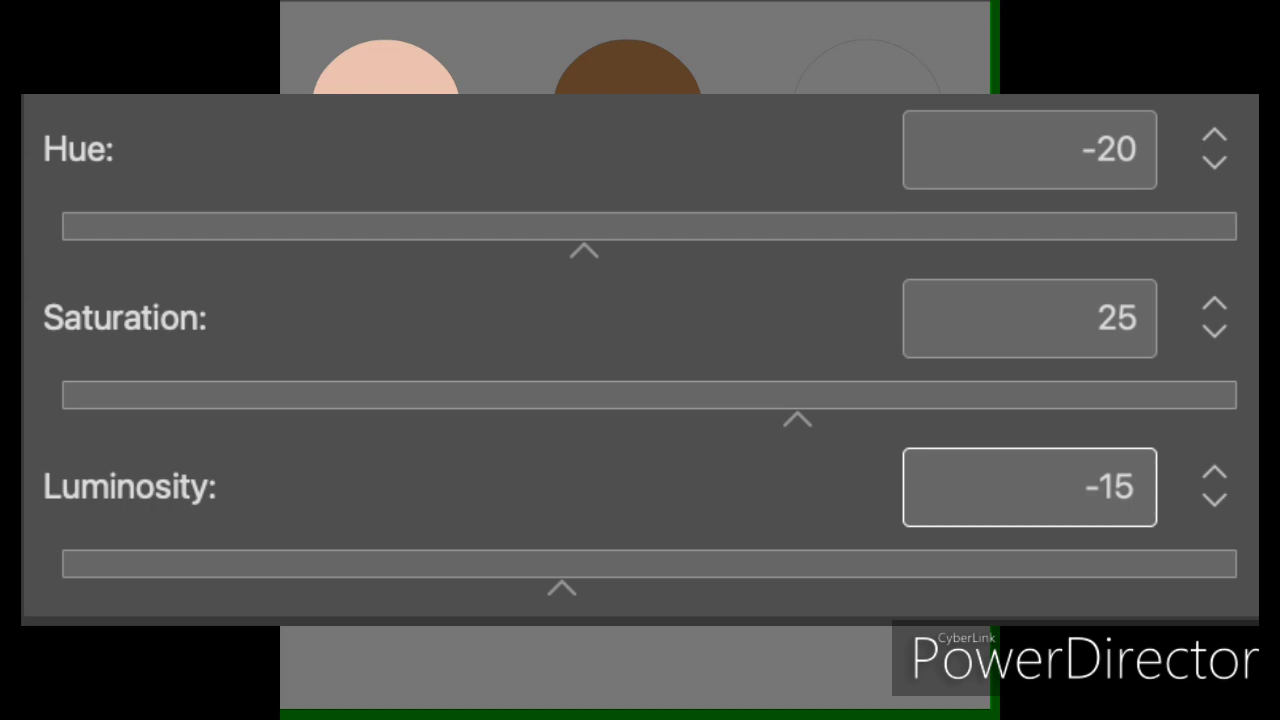 Hue:
-20
Saturation:
25
Luminosity:
-15
CyberLink
PowerDirector